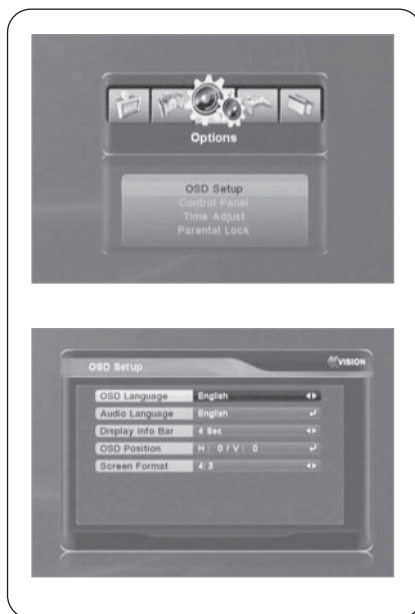 Options
OSD Setup
Control Panel
Time Adjust
Parental Lock
OSD Setup
VISION
OSD Language English
Audio Language English
Display Info Bar 4 Sec
OSD Position H : 0 / V : 0
Screen Format 4:3